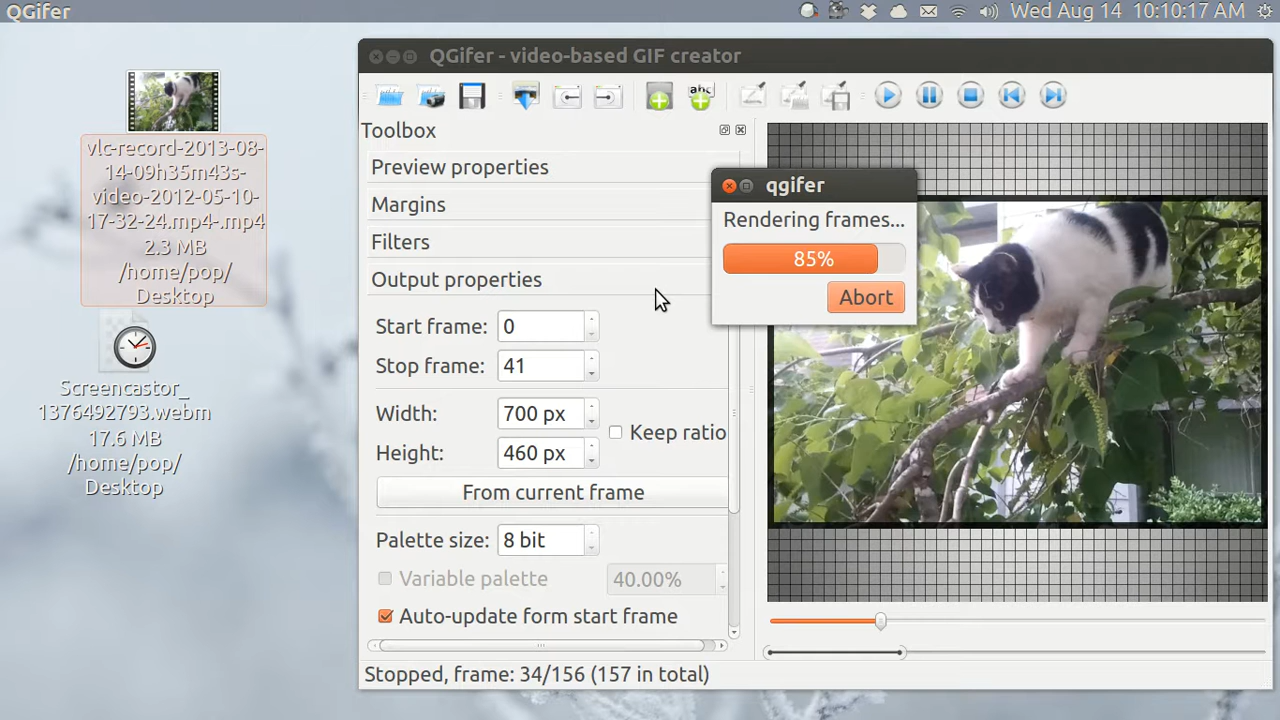 QGifer
Wed Aug 14 10:10:17 AM
vlc-record-2013-08-
14-09h35m43s-
video-2012-05-10-
17-32-24.mp4-.mp4
2.3 MB
/home/pop/
Desktop
Screencastor_
1376492793.webm
17.6 MB
/home/pop/
Desktop
QGifer - video-based GIF creator
abc
Toolbox
Preview properties
Margins
Filters
Output properties
Start frame: 0
Stop frame: 41
Width: 700 px
Keep ratio
Height: 460 px
From current frame
Palette size: 8 bit
Variable palette 40.00%
Auto-update form start frame
Stopped, frame: 34/156 (157 in total)
qgifer
Rendering frames...
85%
Abort